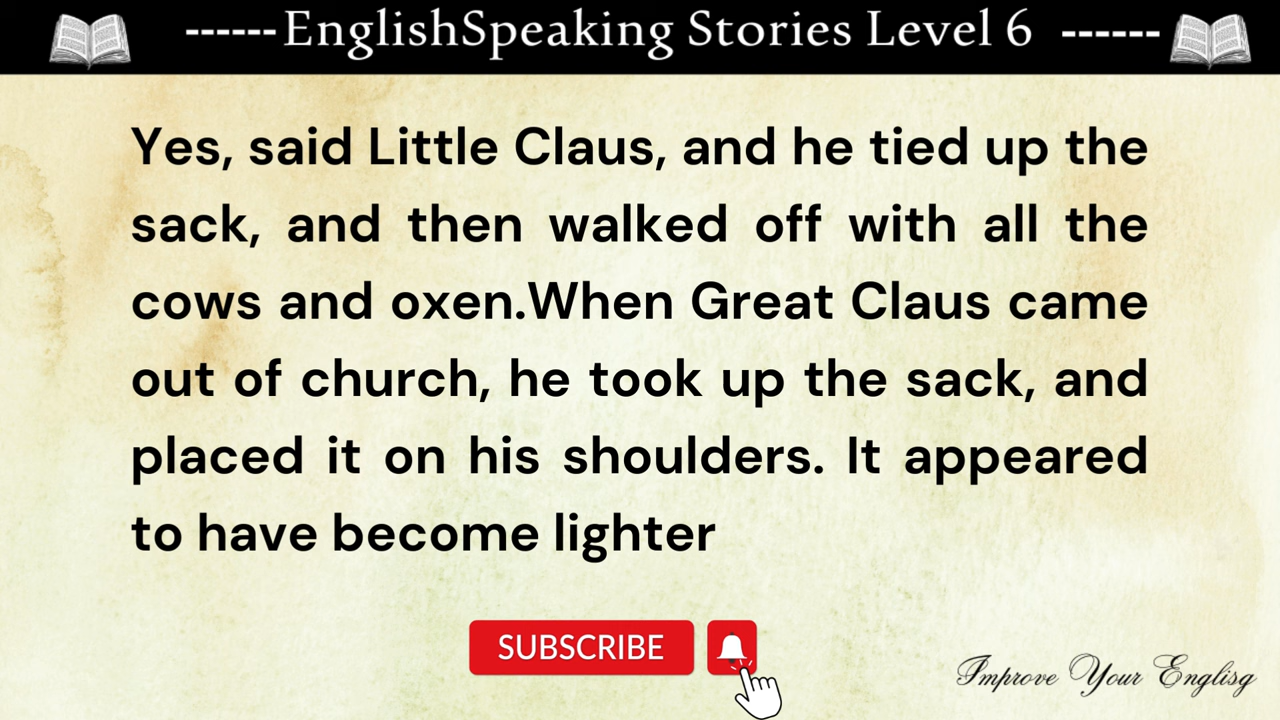 ------EnglishSpeaking Stories Level 6 ------
Yes, said Little Claus, and he tied up the
sack, and then walked off with all the
cows and oxen.When Great Claus came
out of church, he took up the sack, and
placed it on his shoulders. It appeared
to have become lighter
SUBSCRIBE
Improve Your Englisg